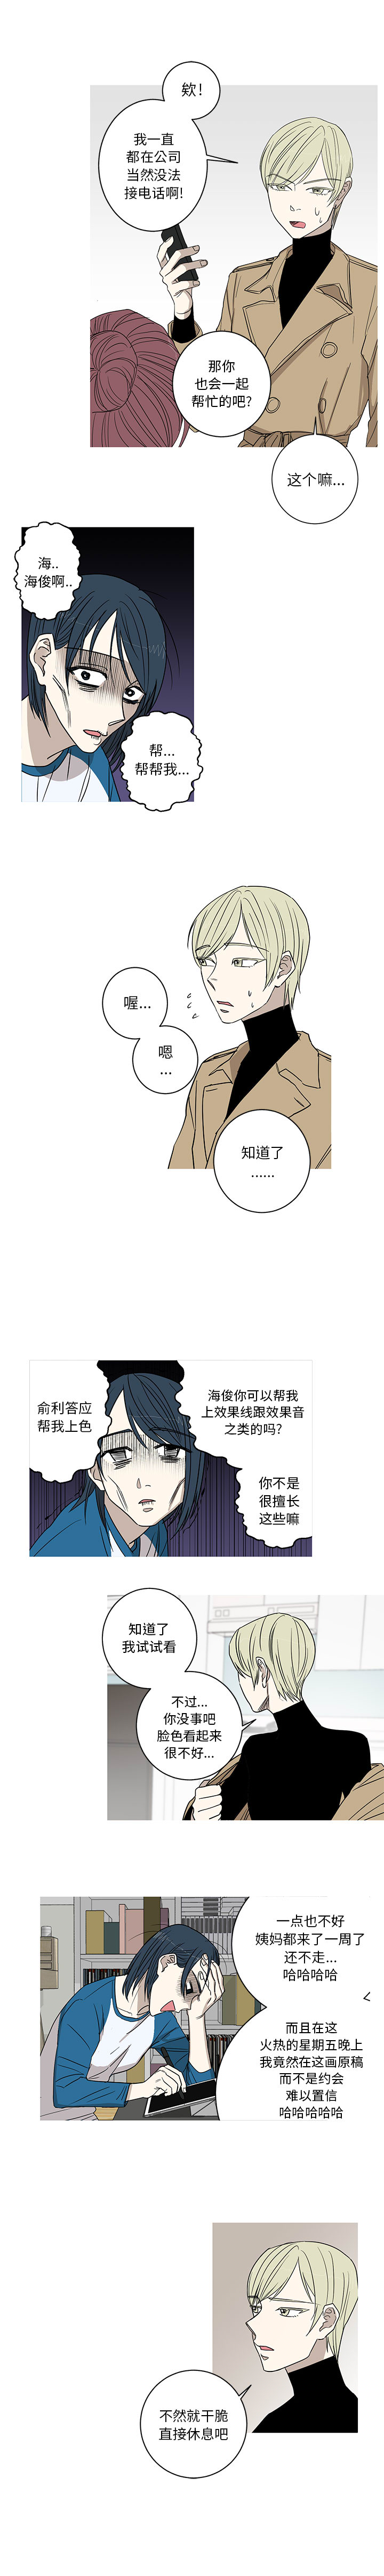 欸!
我一直
都在公司
当然没法
接电话啊!
那你
也会一起
帮忙的吧?
这个嘛...
海..
海俊啊..
帮...
帮帮我...
喔...
嗯
...
知道了
......
俞利答应
帮我上色
海俊你可以帮我
上效果线跟效果音
之类的吗?
你不是
很擅长
这些嘛
知道了
我试试看
不过...
你没事吧
脸色看起来
很不好...
一点也不好
姨妈都来了一周了
还不走...
哈哈哈哈
而且在这
火热的星期五晚上
我竟然在这画原稿
而不是约会
难以置信
哈哈哈哈哈
不然就干脆
直接休息吧